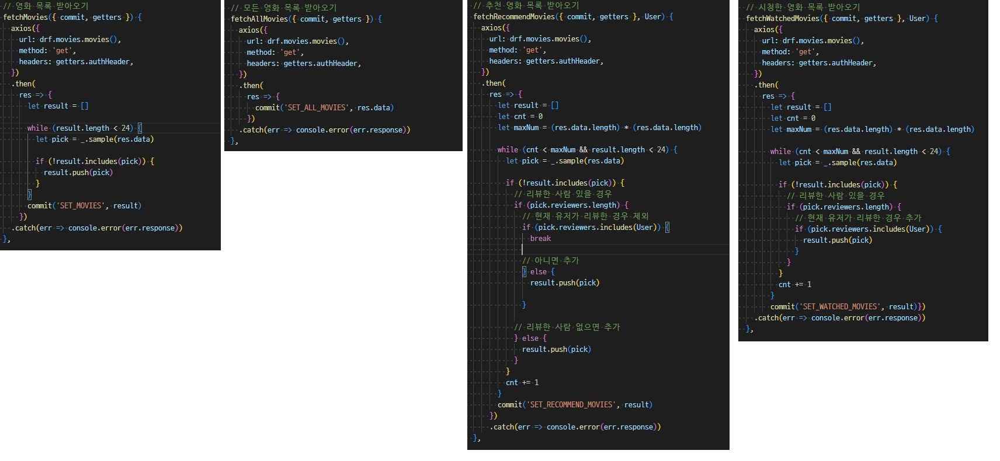 // 영화 목록 받아오기
fetchMovies({ commit, getters }) {
axios({
url: drf.movies.movies(),
method: 'get',
headers: getters.authHeader,
})
.then(
res => {
let result = []
while (result.length < 24) {
let pick = _.sample(res.data)
if (!result.includes(pick)) {
result.push(pick)
}
}
commit('SET_MOVIES', result)
})
.catch(err => console.error(err.response))
},
// 모든 영화 목록 받아오기
fetchAllMovies({ commit, getters }) {
axios({
url: drf.movies.movies(),
method: 'get',
headers: getters.authHeader,
})
.then(
res => {
commit('SET_ALL_MOVIES', res.data)
})
.catch(err => console.error(err.response))
},
// 추천 영화 목록 받아오기
fetchRecommendMovies({ commit, getters }, User) {
axios({
url: drf.movies.movies(),
method: 'get',
headers: getters.authHeader,
})
.then(
res => {
let result = []
let cnt = 0
let maxNum = (res.data.length) * (res.data.length)
while (cnt < maxNum && result.length < 24) {
let pick = _.sample(res.data)
if (!result.includes(pick)) {
// 리뷰한 사람 있을 경우
if (pick.reviewers.length) {
// 현재 유저가 리뷰한 경우 제외
if (pick.reviewers.includes(User)) {
break
// 아니면 추가
} else {
result.push(pick)
}
// 리뷰한 사람 없으면 추가
} else {
result.push(pick)
}
}
cnt += 1
}
commit('SET_RECOMMEND_MOVIES', result)
})
.catch(err => console.error(err.response))
},
// 시청한 영화 목록 받아오기
fetchWatchedMovies({ commit, getters }, User) {
axios({
url: drf.movies.movies(),
method: 'get',
headers: getters.authHeader,
})
.then(
res => {
let result = []
let cnt = 0
let maxNum = (res.data.length) * (res.data.length)
while (cnt < maxNum && result.length < 24) {
let pick = _.sample(res.data)
if (!result.includes(pick)) {
// 리뷰한 사람 있을 경우
if (pick.reviewers.length) {
// 현재 유저가 리뷰한 경우 추가
if (pick.reviewers.includes(User)) {
result.push(pick)
}
}
}
cnt += 1
}
commit('SET_WATCHED_MOVIES', result)})
.catch(err => console.error(err.response))
},